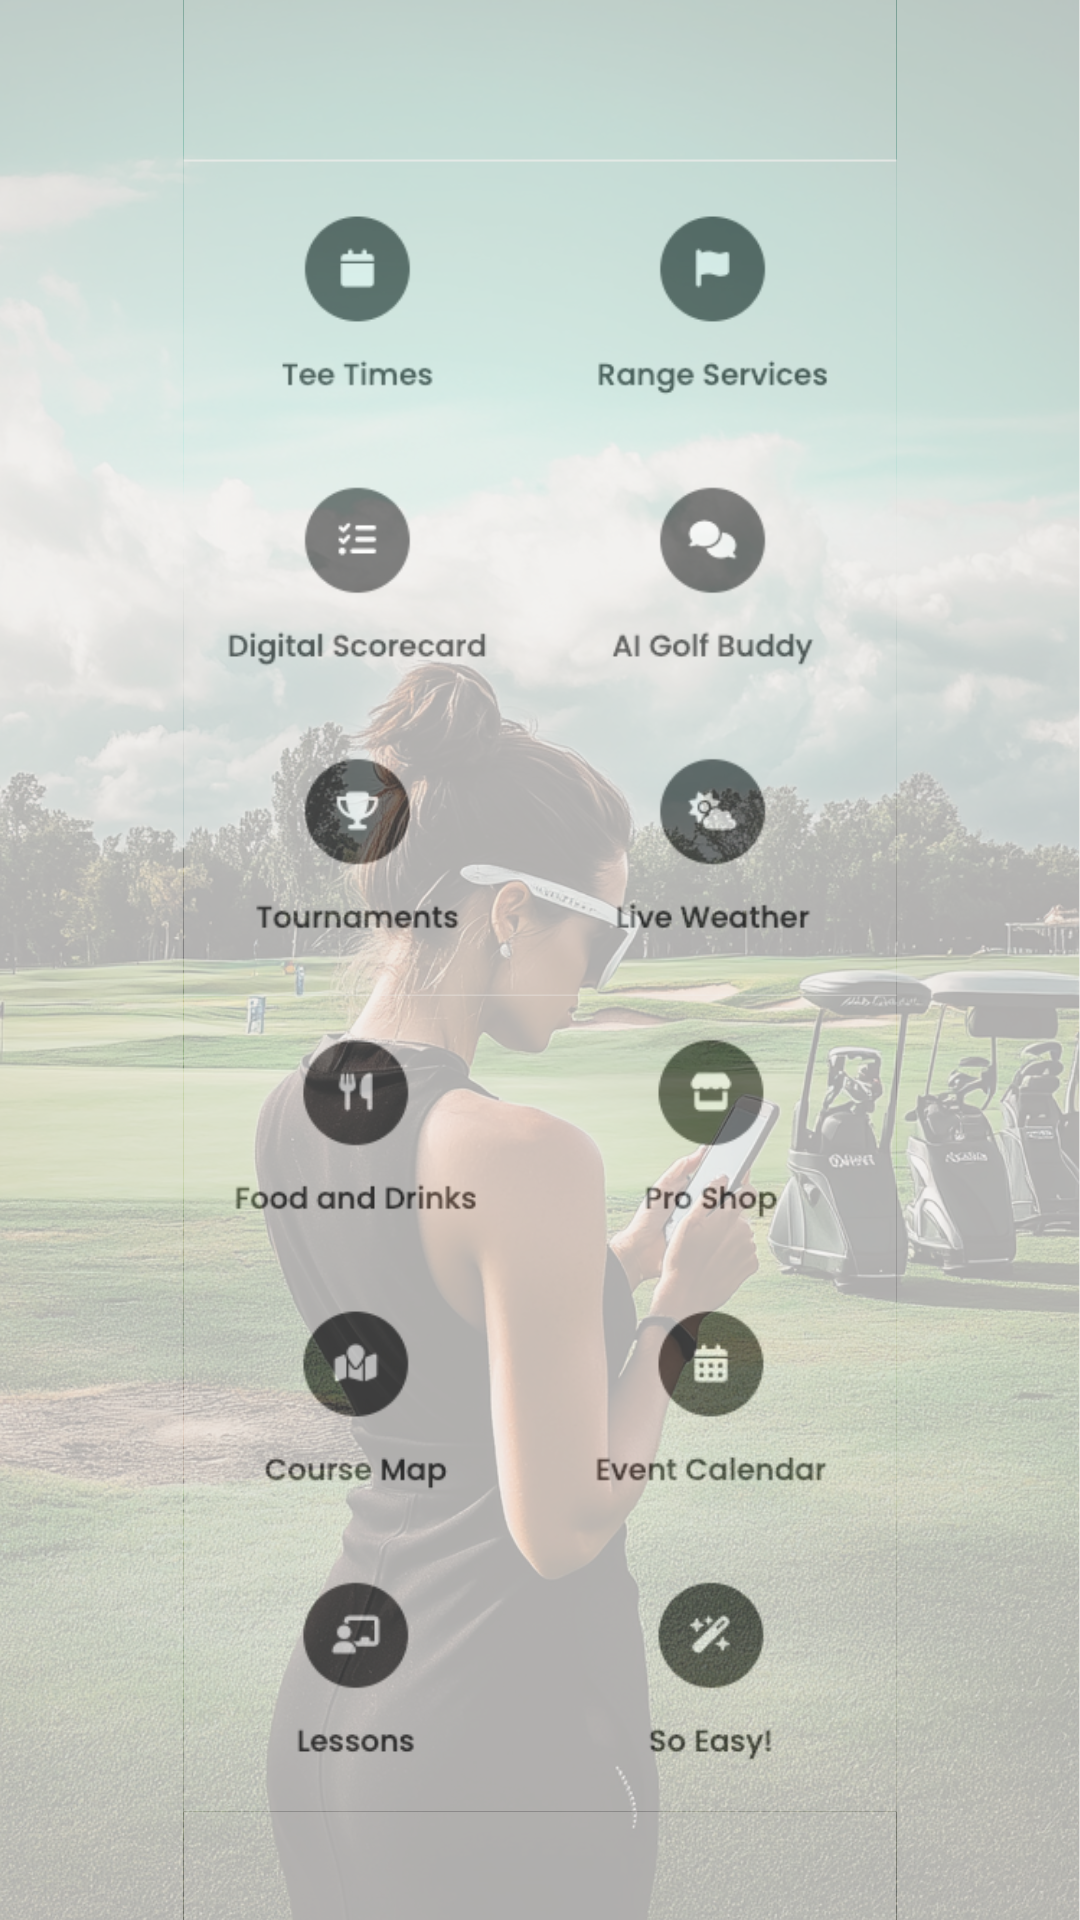 Tee Times
Range Services
Digital Scorecard
AI Golf Buddy
Tournaments
Live Weather
Food and Drinks
Pro Shop
Course Map
Event Calendar
Lessons
So Easy!